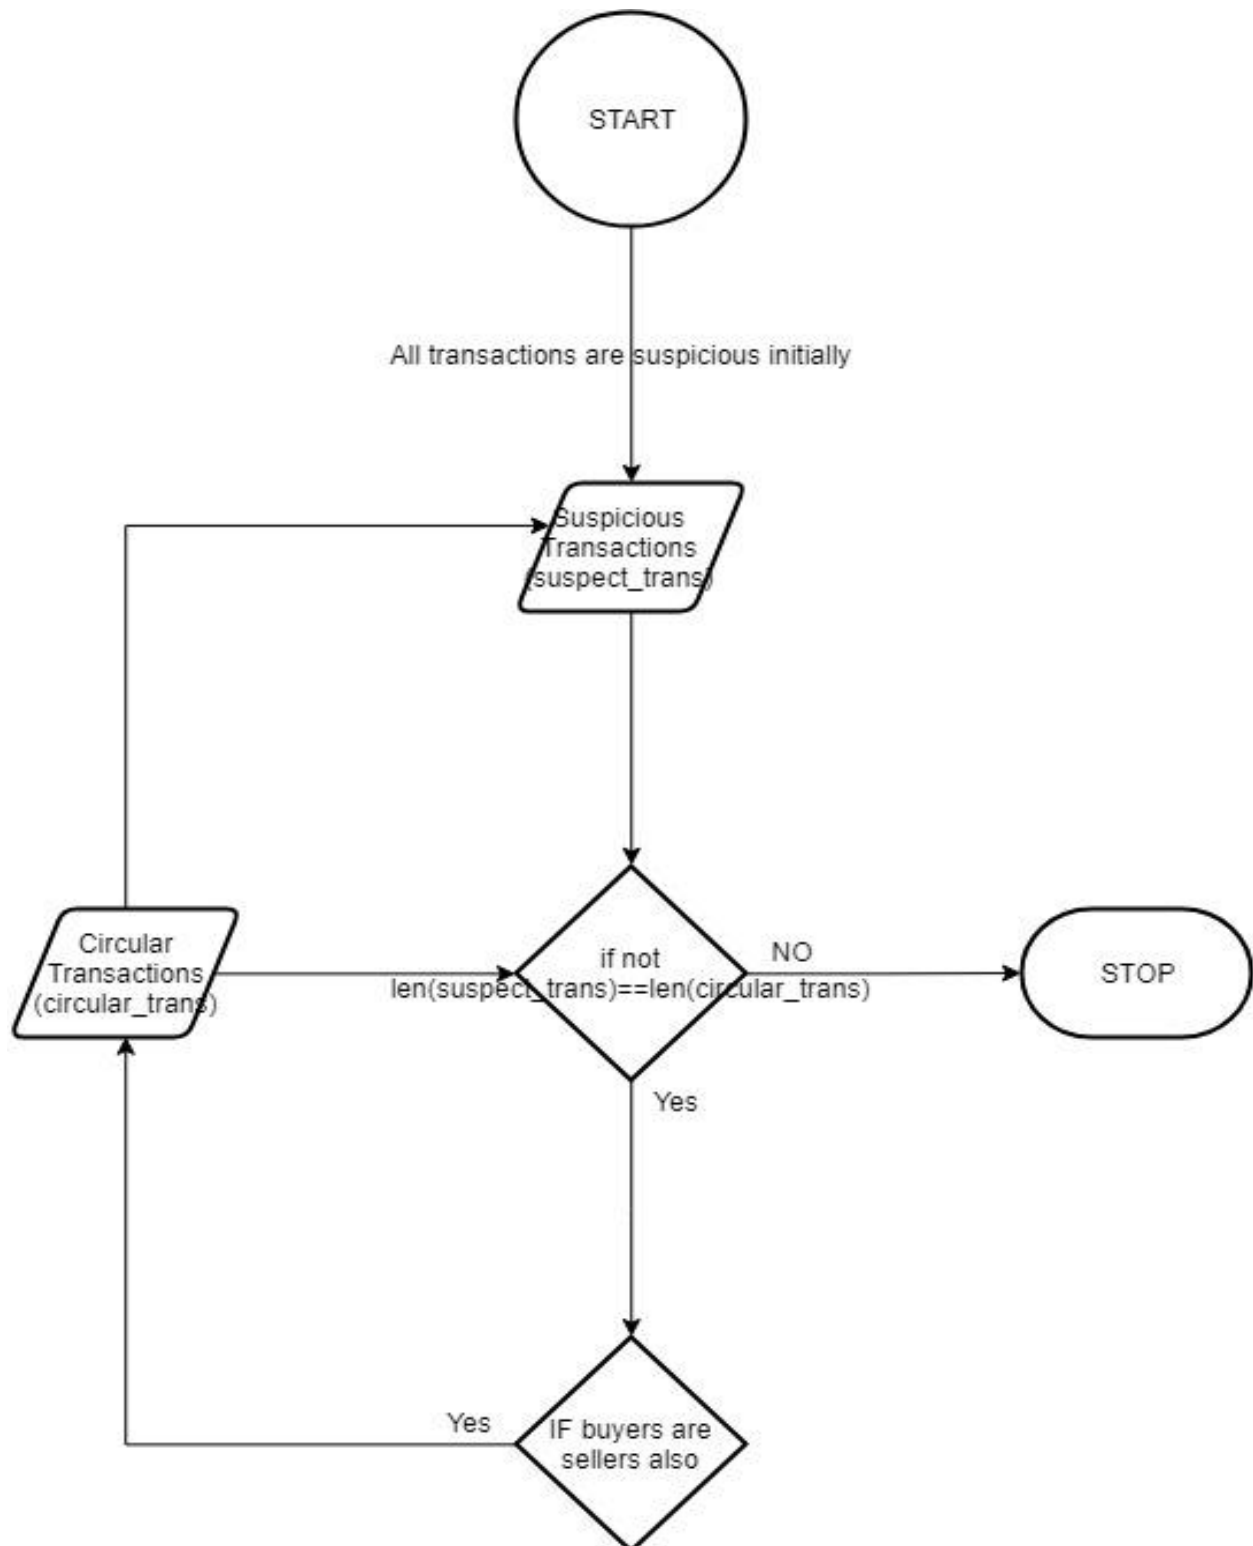 START
All transactions are suspicious initially
Suspicious
Transactions
(suspect_trans)
Circular
Transactions
(circular_trans)
if not
len(suspect_trans)==len(circular_trans)
NO
STOP
Yes
Yes
IF buyers are
sellers also